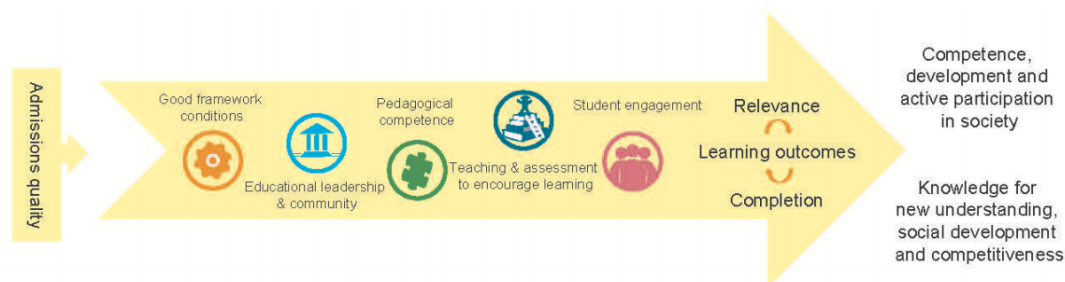 Admissions quality
Good framework
conditions
Educational leadership
& community
Pedagogical
competence
Teaching & assessment
to encourage learning
Student engagement
Relevance
Learning outcomes
Completion
Competence,
development and
active participation
in society
Knowledge for
new understanding,
social development
and competitiveness